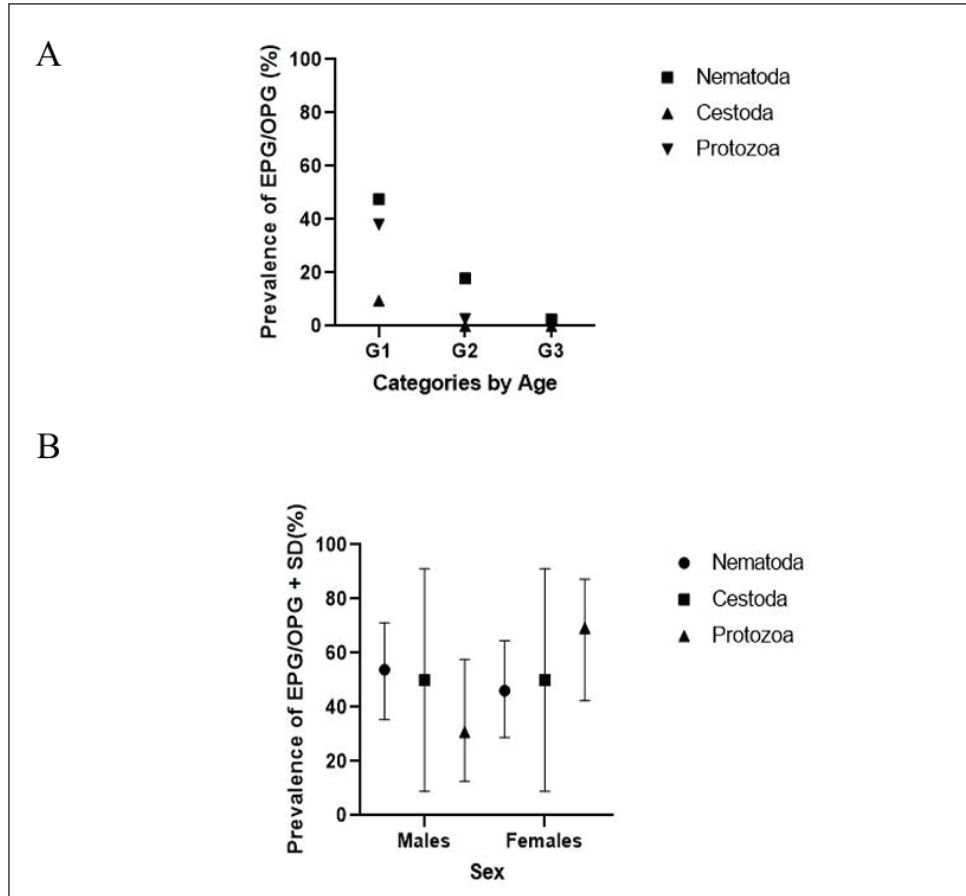 A
Prevalence of EPG/OPG (%)
100
80
60
40
20
0
G1 G2 G3
Categories by Age
Nematoda
Cestoda
Protozoa
B
Prevalence of EPG/OPG + SD(%)
100
80
60
40
20
0
Males Females
Sex
Nematoda
Cestoda
Protozoa